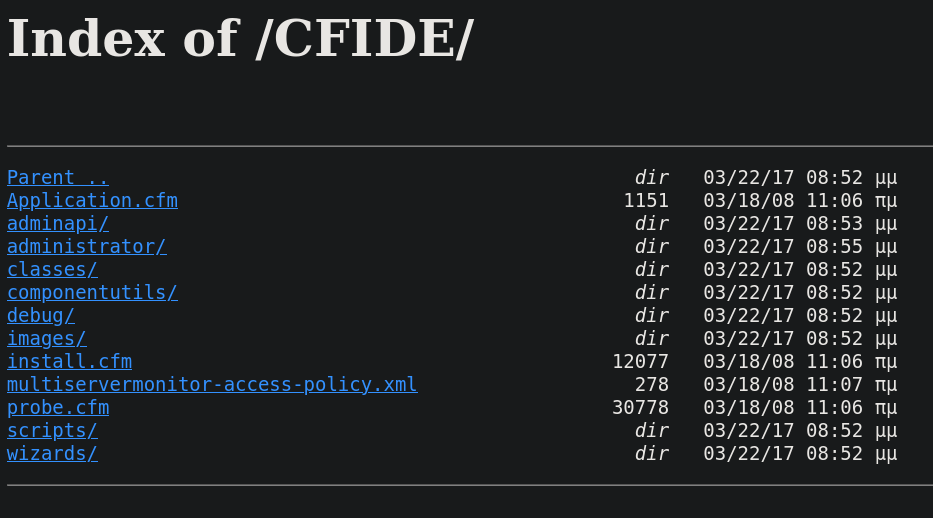 Index of /CFIDE/
Parent .. dir 03/22/17 08:52 μμ
Application.cfm 1151 03/18/08 11:06 πμ
adminapi/ dir 03/22/17 08:53 μμ
administrator/ dir 03/22/17 08:55 μμ
classes/ dir 03/22/17 08:52 μμ
componentutils/ dir 03/22/17 08:52 μμ
debug/ dir 03/22/17 08:52 μμ
images/ dir 03/22/17 08:52 μμ
install.cfm 12077 03/18/08 11:06 πμ
multiservermonitor-access-policy.xml 278 03/18/08 11:07 πμ
probe.cfm 30778 03/18/08 11:06 πμ
scripts/ dir 03/22/17 08:52 μμ
wizards/ dir 03/22/17 08:52 μμ